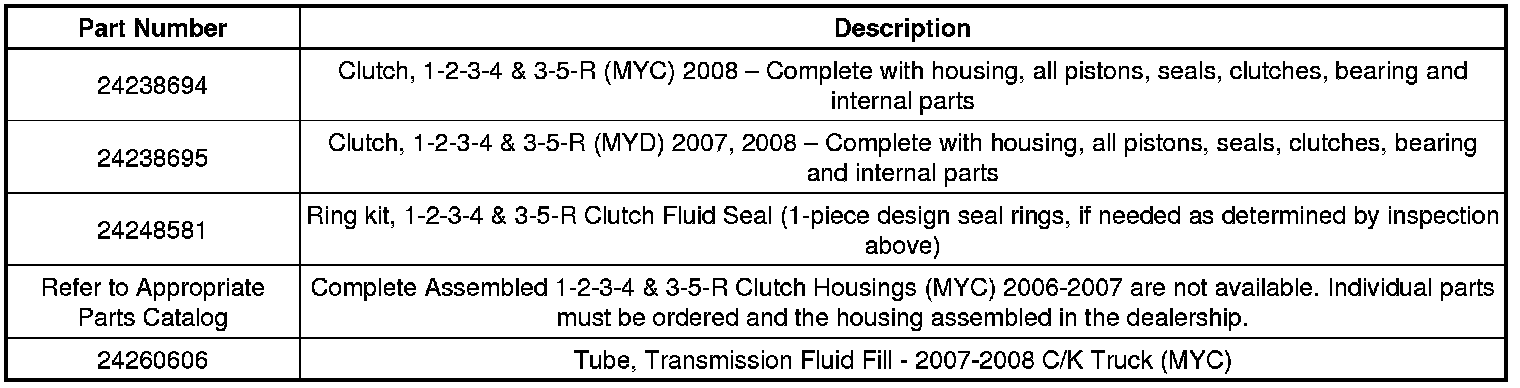 Part Number
Description
24238694
Clutch, 1-2-3-4 & 3-5-R (MYC) 2008 – Complete with housing, all pistons, seals, clutches, bearing and
internal parts
24238695
Clutch, 1-2-3-4 & 3-5-R (MYD) 2007, 2008 – Complete with housing, all pistons, seals, clutches, bearing
and internal parts
24248581
Ring kit, 1-2-3-4 & 3-5-R Clutch Fluid Seal (1-piece design seal rings, if needed as determined by inspection
above)
Refer to Appropriate
Parts Catalog
Complete Assembled 1-2-3-4 & 3-5-R Clutch Housings (MYC) 2006-2007 are not available. Individual parts
must be ordered and the housing assembled in the dealership.
24260606
Tube, Transmission Fluid Fill - 2007-2008 C/K Truck (MYC)